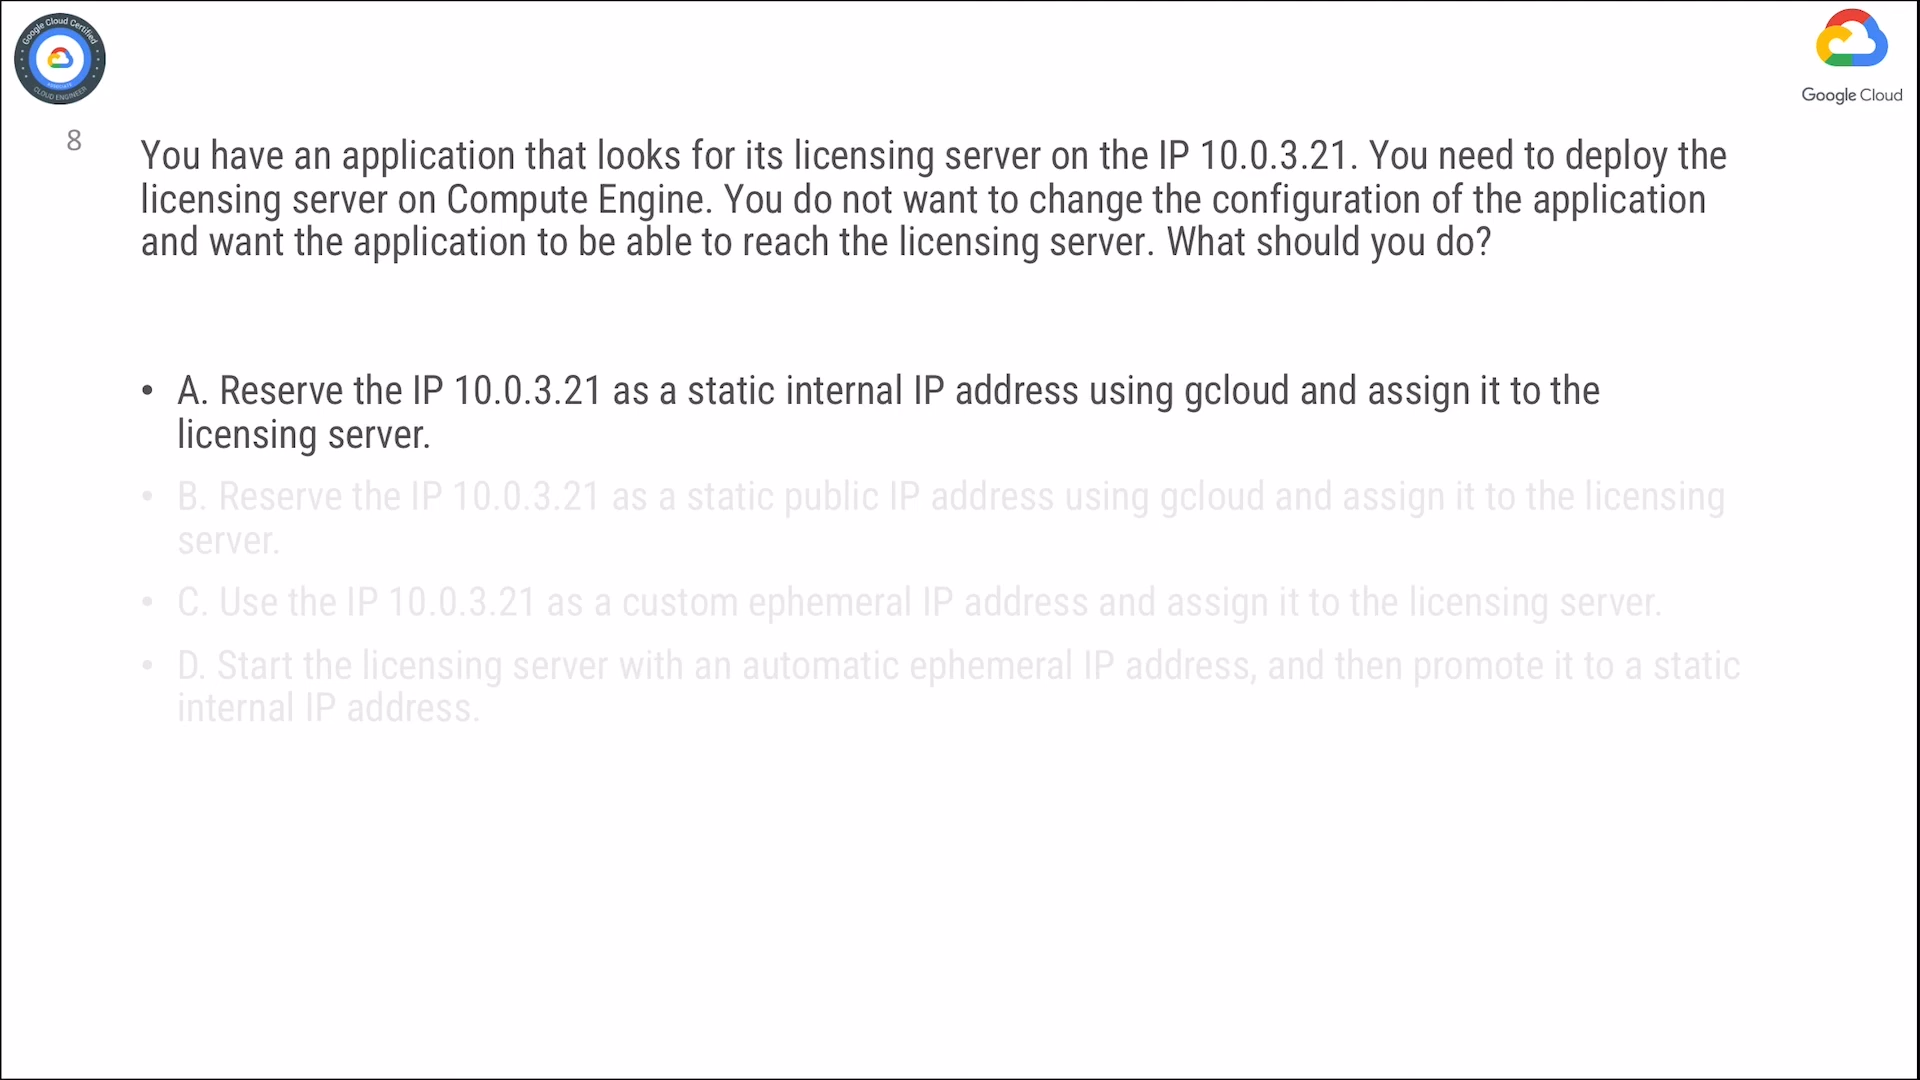 Google Cloud Certified
ASSOCIATE
CLOUD ENGINEER
Google Cloud
8
You have an application that looks for its licensing server on the IP 10.0.3.21. You need to deploy the
licensing server on Compute Engine. You do not want to change the configuration of the application
and want the application to be able to reach the licensing server. What should you do?
• A. Reserve the IP 10.0.3.21 as a static internal IP address using gcloud and assign it to the
licensing server.
• B. Reserve the IP 10.0.3.21 as a static public IP address using gcloud and assign it to the licensing
server.
• C. Use the IP 10.0.3.21 as a custom ephemeral IP address and assign it to the licensing server.
• D. Start the licensing server with an automatic ephemeral IP address, and then promote it to a static
internal IP address.